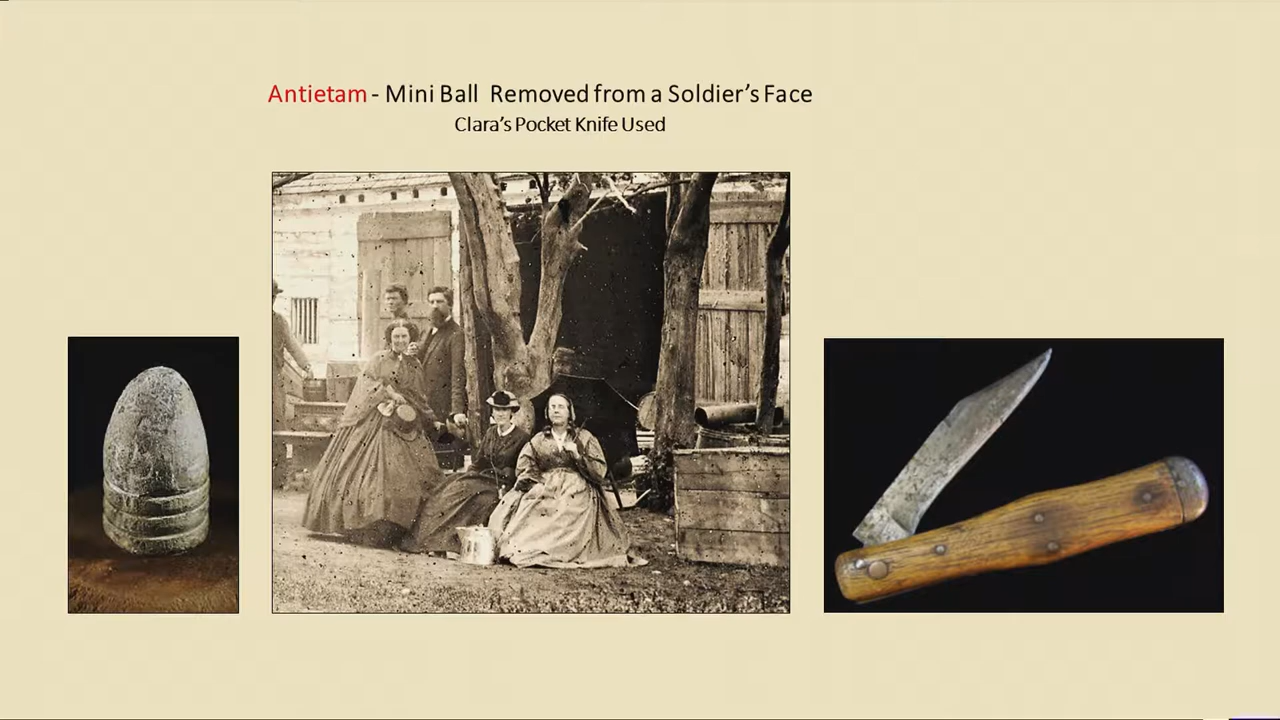 Antietam - Mini Ball Removed from a Soldier's Face
Clara's Pocket Knife Used